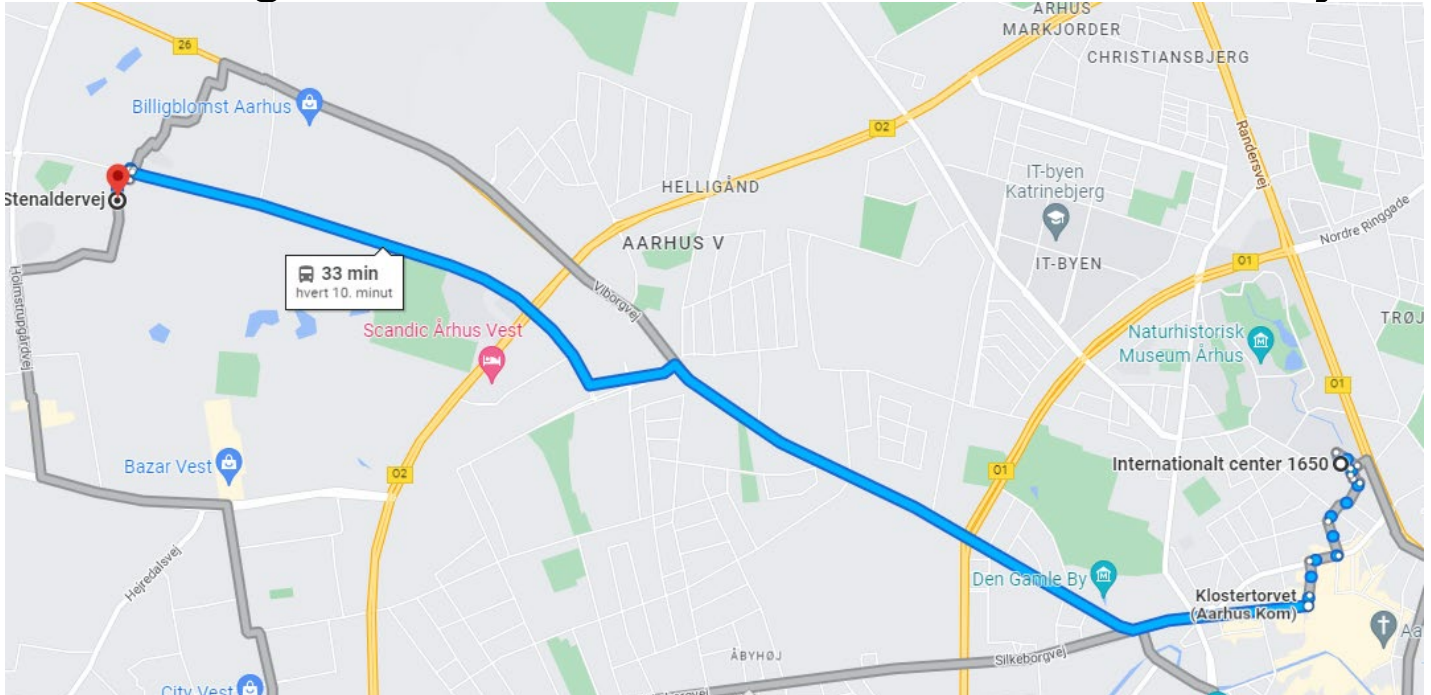 ÅRHUS
MARKJORDER
CHRISTIANSBJERG
26
Billigblomst Aarhus
O2
Randersvej
IT-byen
Katrinebjerg
HELLIGÅND
Stenaldervej
Nordre Ringgade
AARHUS V
IT-BYEN
O1
33 min
hvert 10. minut
Holmstrupgårdvej
Viborgvej
Scandic Århus Vest
Naturhistorisk
Museum Århus
TRØJ
O1
Bazar Vest
O2
O1
Internationalt center 1650
Hejredalsvej
Den Gamle By
Klostertorvet
(Aarhus Kom)
Aa
ÅBYHØJ
Silkeborgvej
City Vest